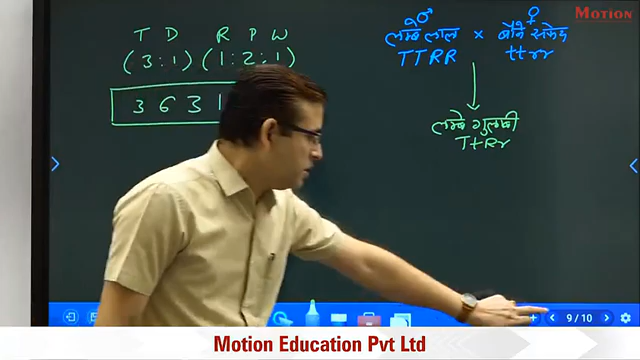 MOTION
T D R P W
(3:1) (1:2:1)
3 6 3 1
♂ ♀
लम्बे लाल × बौने सफेद
TTRR ttrr
लम्बे गुलाबी
TtRr
9/10
Motion Education Pvt Ltd